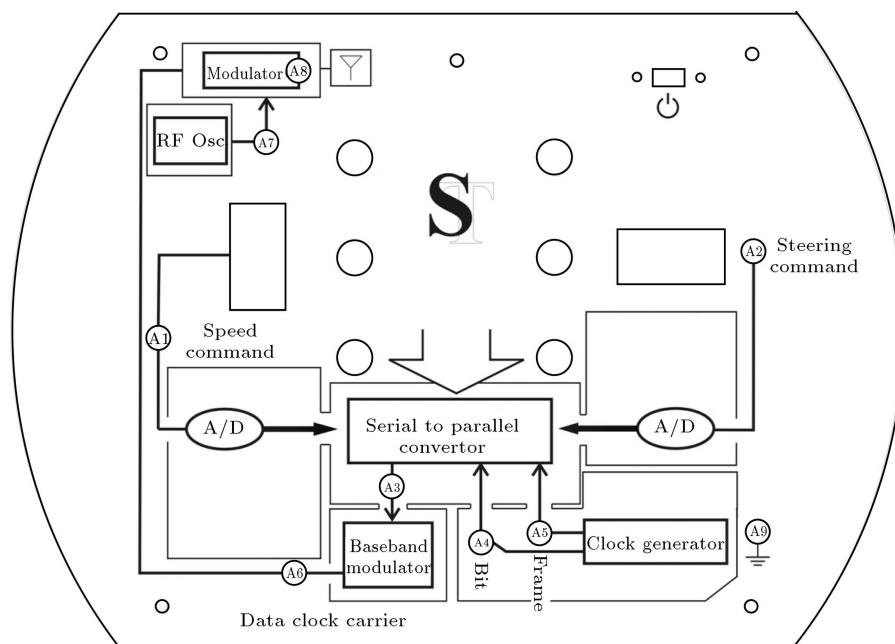 Modulator
A8
RF Osc.
A7
S
T
A2
Steering
command
A1
Speed
command
A/D
Serial to parallel
convertor
A/D
A3
A4
A5
A9
Baseband
modulator
Clock generator
A6
Bit
Frame
Data clock carrier